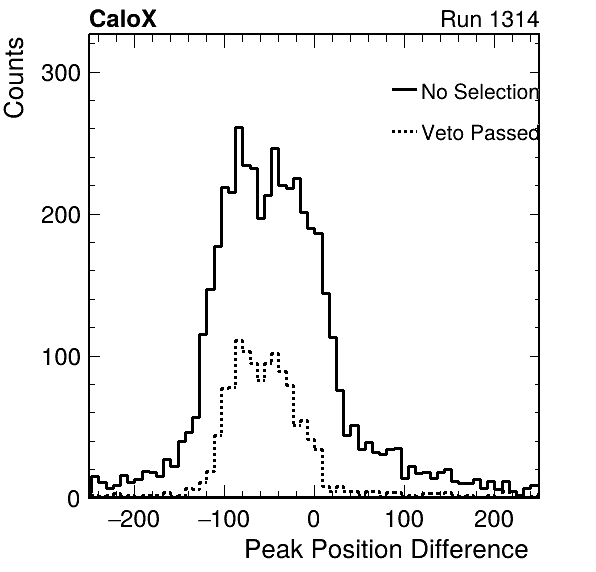 CaloX Run 1314
Counts
300
No Selection
Veto Passed
200
100
0
−200 −100 0 100 200
Peak Position Difference